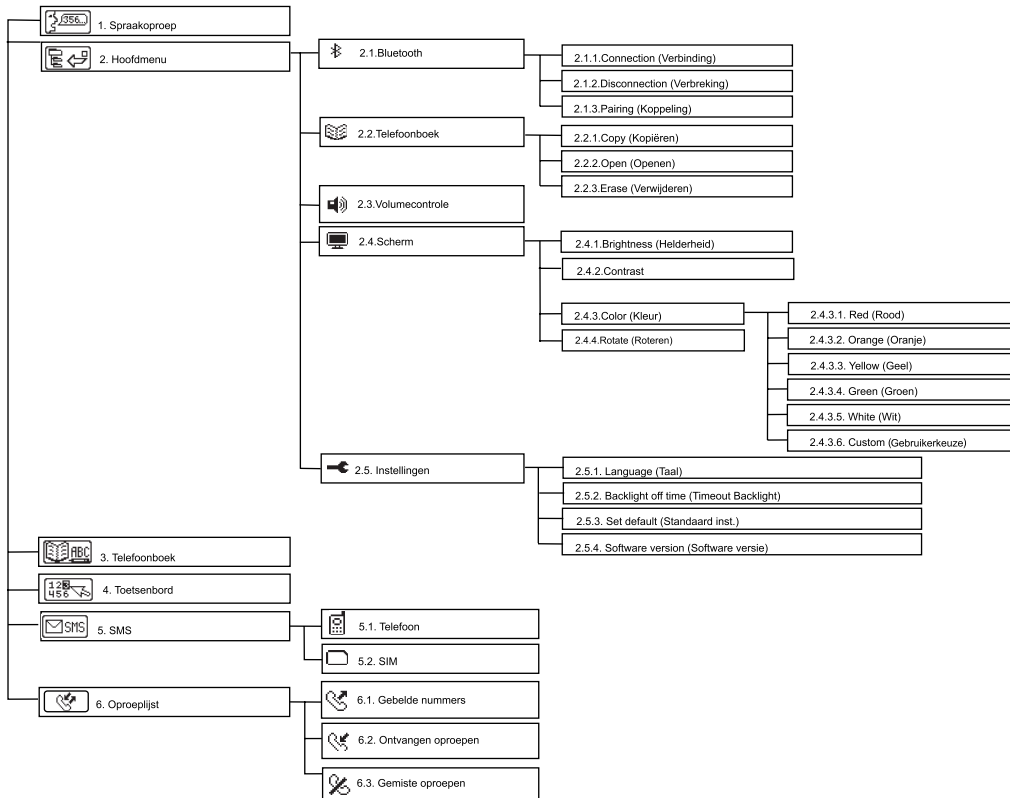 1. Spraakoproep
2. Hoofdmenu
2.1.Bluetooth
2.1.1.Connection (Verbinding)
2.1.2.Disconnection (Verbreking)
2.1.3.Pairing (Koppeling)
2.2.Telefoonboek
2.2.1.Copy (Kopiëren)
2.2.2.Open (Openen)
2.2.3.Erase (Verwijderen)
2.3.Volumecontrole
2.4.Scherm
2.4.1.Brightness (Helderheid)
2.4.2.Contrast
2.4.3.Color (Kleur)
2.4.3.1. Red (Rood)
2.4.3.2. Orange (Oranje)
2.4.3.3. Yellow (Geel)
2.4.3.4. Green (Groen)
2.4.3.5. White (Wit)
2.4.3.6. Custom (Gebruikerkeuze)
2.4.4.Rotate (Roteren)
2.5. Instellingen
2.5.1. Language (Taal)
2.5.2. Backlight off time (Timeout Backlight)
2.5.3. Set default (Standaard inst.)
2.5.4. Software version (Software versie)
ABC
3. Telefoonboek
123
456
4. Toetsenbord
SMS
5. SMS
5.1. Telefoon
5.2. SIM
6. Oproeplijst
6.1. Gebelde nummers
6.2. Ontvangen oproepen
6.3. Gemiste oproepen